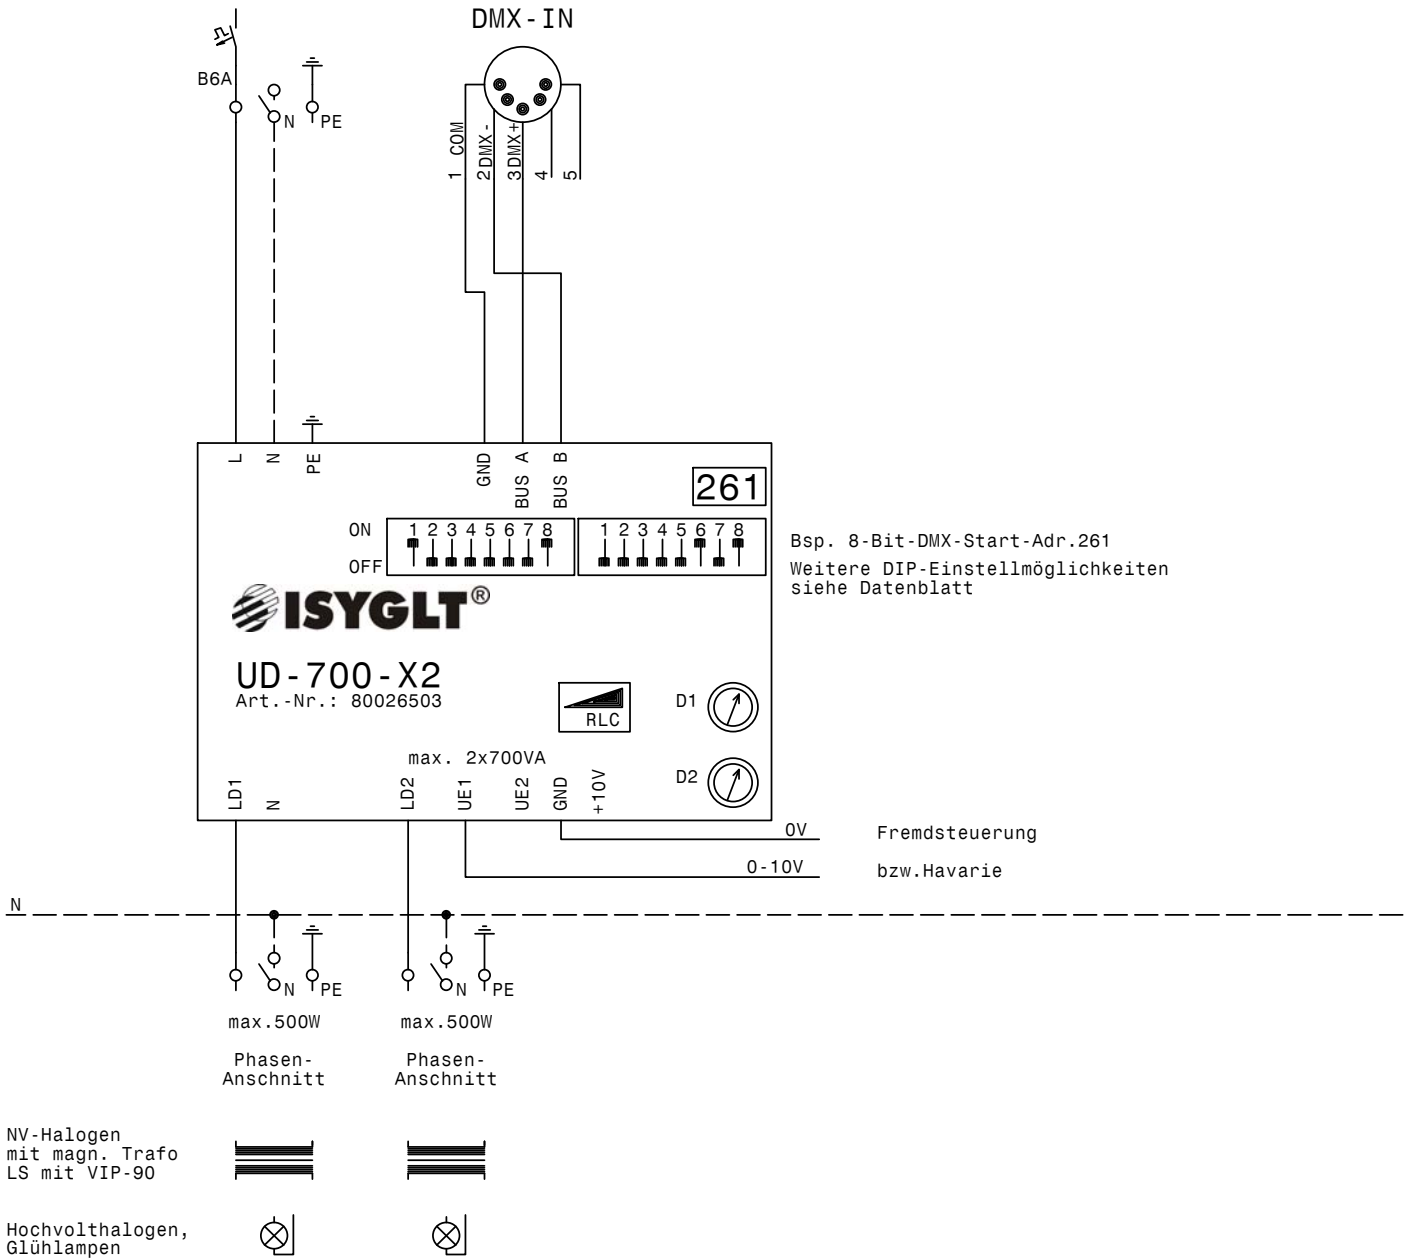 DMX-IN
B6A
N
PE
1 COM
2 DMX-
3 DMX+
4
5
L
N
PE
GND
BUS A
BUS B
261
ON
1 2 3 4 5 6 7 8
1 2 3 4 5 6 7 8
OFF
Bsp. 8-Bit-DMX-Start-Adr.261
Weitere DIP-Einstellmöglichkeiten
siehe Datenblatt
ISYGLT®
UD-700-X2
Art.-Nr.: 80026503
RLC
D1
max. 2x700VA
D2
LD1
N
LD2
UE1
UE2
GND
+10V
0V
Fremdsteuerung
0-10V
bzw.Havarie
N
N
PE
N
PE
max.500W
max.500W
Phasen-
Anschnitt
Phasen-
Anschnitt
NV-Halogen
mit magn. Trafo
LS mit VIP-90
Hochvolthalogen,
Glühlampen